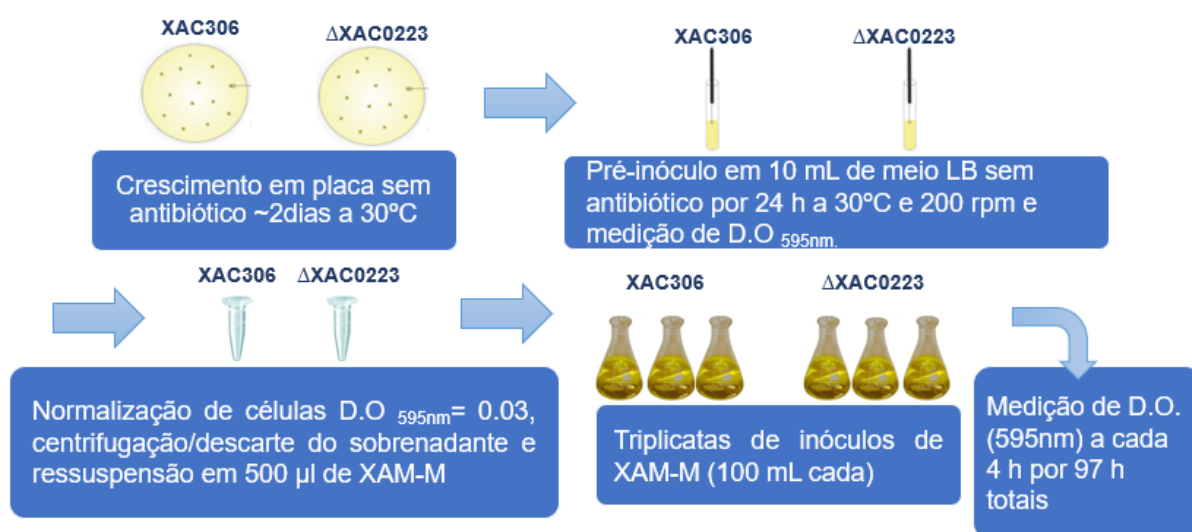 XAC306 ΔXAC0223
XAC306 ΔXAC0223
Crescimento em placa sem
antibiótico ~2dias a 30ºC
Pré-inóculo em 10 mL de meio LB sem
antibiótico por 24 h a 30ºC e 200 rpm e
medição de D.O 595nm.
XAC306 ΔXAC0223
XAC306 ΔXAC0223
Normalização de células D.O 595nm= 0.03,
centrifugação/descarte do sobrenadante e
ressuspensão em 500 µl de XAM-M
Triplicatas de inóculos de
XAM-M (100 mL cada)
Medição de D.O.
(595nm) a cada
4 h por 97 h
totais